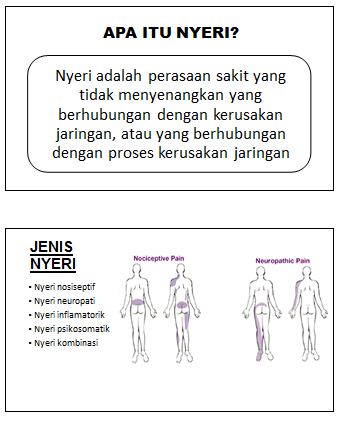 APA ITU NYERI?
Nyeri adalah perasaan sakit yang
tidak menyenangkan yang
berhubungan dengan kerusakan
jaringan, atau yang berhubungan
dengan proses kerusakan jaringan
JENIS
NYERI
• Nyeri nosiseptif
• Nyeri neuropati
• Nyeri inflamatorik
• Nyeri psikosomatik
• Nyeri kombinasi
Nociceptive Pain
Neuropathic Pain